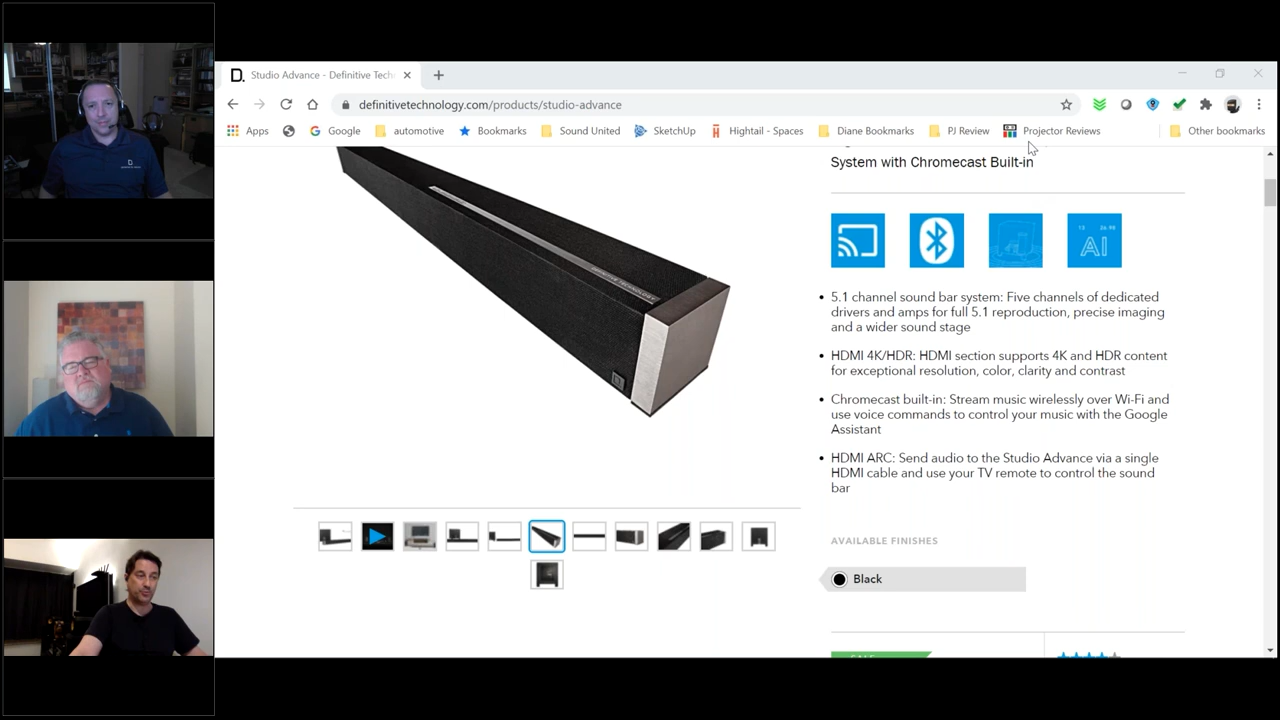 D. Studio Advance - Definitive Tech
definitivetechnology.com/products/studio-advance
Apps Google automotive Bookmarks Sound United SketchUp Hightail - Spaces Diane Bookmarks PJ Review Projector Reviews Other bookmarks
System with Chromecast Built-in
AI
5.1 channel sound bar system: Five channels of dedicated
drivers and amps for full 5.1 reproduction, precise imaging
and a wider sound stage
HDMI 4K/HDR: HDMI section supports 4K and HDR content
for exceptional resolution, color, clarity and contrast
Chromecast built-in: Stream music wirelessly over Wi-Fi and
use voice commands to control your music with the Google
Assistant
HDMI ARC: Send audio to the Studio Advance via a single
HDMI cable and use your TV remote to control the sound
bar
DEFINITIVE TECHNOLOGY
AVAILABLE FINISHES
Black